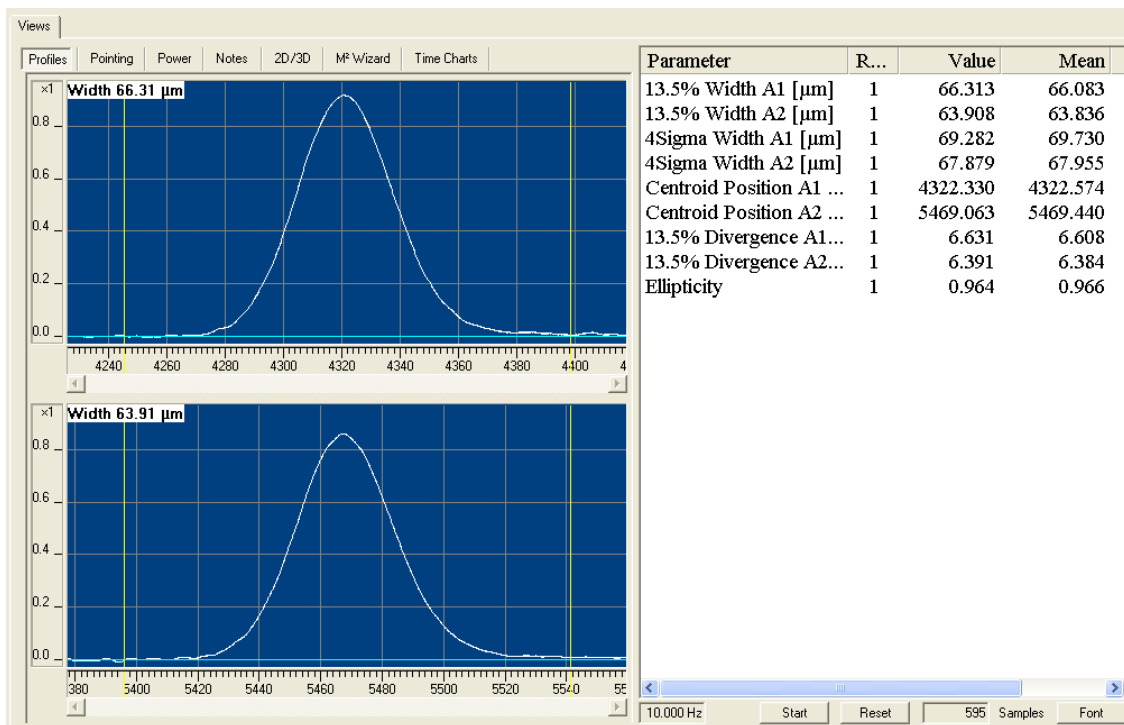 Views
Profiles Pointing Power Notes 2D/3D M² Wizard Time Charts
×1
Width 66.31 µm
0.8
0.6
0.4
0.2
0.0
4240 4260 4280 4300 4320 4340 4360 4380 4400 4
×1
Width 63.91 µm
0.8
0.6
0.4
0.2
0.0
380 5400 5420 5440 5460 5480 5500 5520 5540 55
Parameter R... Value Mean
13.5% Width A1 [µm] 1 66.313 66.083
13.5% Width A2 [µm] 1 63.908 63.836
4Sigma Width A1 [µm] 1 69.282 69.730
4Sigma Width A2 [µm] 1 67.879 67.955
Centroid Position A1 ... 1 4322.330 4322.574
Centroid Position A2 ... 1 5469.063 5469.440
13.5% Divergence A1... 1 6.631 6.608
13.5% Divergence A2... 1 6.391 6.384
Ellipticity 1 0.964 0.966
10.000 Hz Start Reset 595 Samples Font